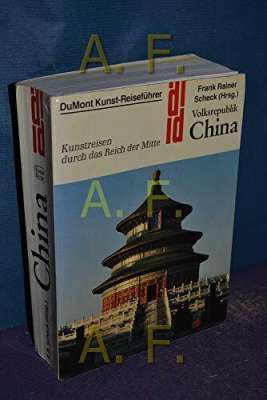 A. F.
DuMont Kunst-Reiseführer
Frank Rainer
Scheck (Hrsg.)
Volksrepublik
China
Kunstreisen
durch das Reich der Mitte
A. F.
A. F.
A. F.
China